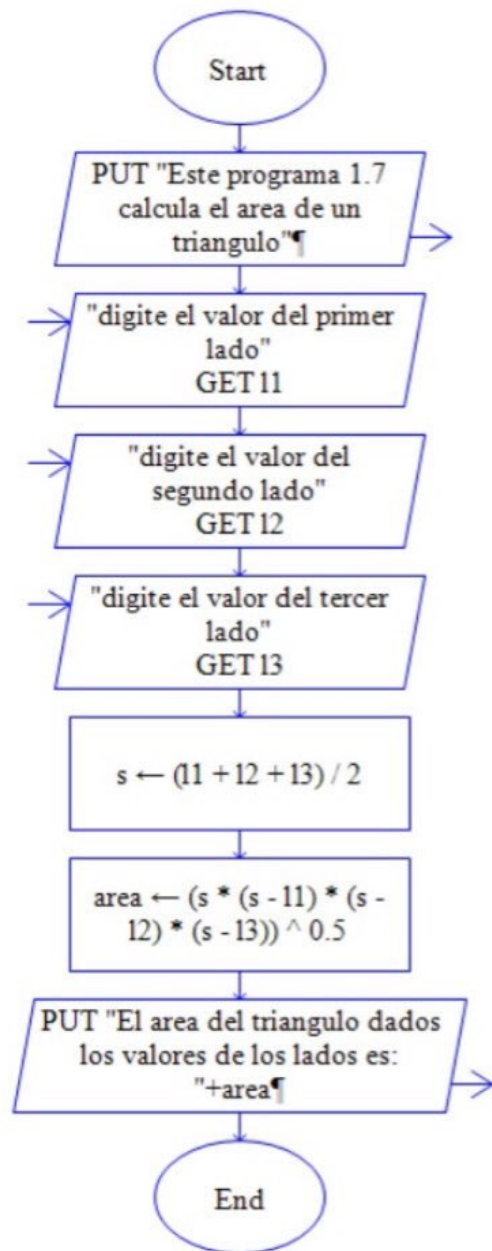 Start
PUT "Este programa 1.7
calcula el area de un
triangulo"¶
"digite el valor del primer
lado"
GET l1
"digite el valor del
segundo lado"
GET l2
"digite el valor del tercer
lado"
GET l3
s ← (l1 + l2 + l3) / 2
area ← (s * (s - l1) * (s -
l2) * (s - l3)) ^ 0.5
PUT "El area del triangulo dados
los valores de los lados es:
"+area¶
End